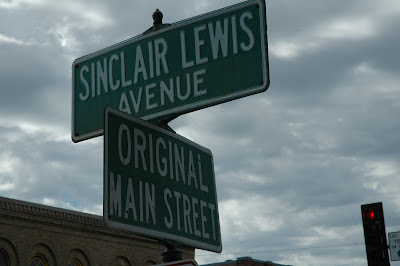 SINCLAIR LEWIS
AVENUE
ORIGINAL
MAIN STREET